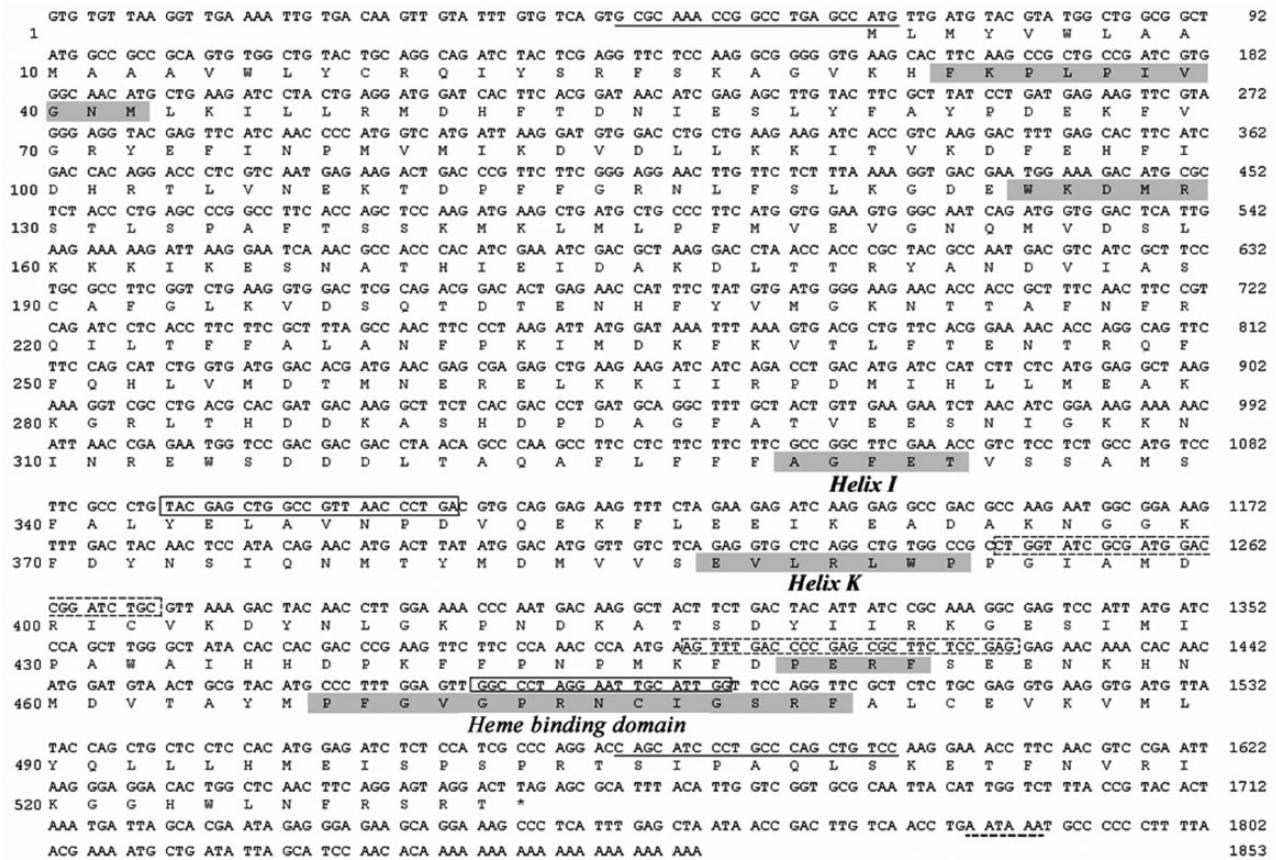 GTG TGT TAA GGT TGA AAA TTG TGA CAA GTT GTA TTT GTG TCA GTG CGC AAA CCG GCC TGA GCC ATG TTG ATG TAC GTA TGG CTG GCG GCT 92
1 M L M Y V W L A A
ATG GCC GCC GCA GTG TGG CTG TAC TGC AGG CAG ATC TAC TCG AGG TTC TCC AAG GCG GGG GTG AAG CAC TTC AAG CCG CTG CCG ATC GTG 182
10 M A A A V W L Y C R Q I Y S R F S K A G V K H F K P L P I V
GGC AAC ATG CTG AAG ATC CTA CTG AGG ATG GAT CAC TTC ACG GAT AAC ATC GAG AGC TTG TAC TTC GCT TAT CCT GAT GAG AAG TTC GTA 272
40 G N M L K I L L R M D H F T D N I E S L Y F A Y P D E K F V
GGG AGG TAC GAG TTC ATC AAC CCC ATG GTC ATG ATT AAG GAT GTG GAC CTG CTG AAG AAG ATC ACC GTC AAG GAC TTT GAG CAC TTC ATC 362
70 G R Y E F I N P M V M I K D V D L L K K I T V K D F E H F I
GAC CAC AGG ACC CTC GTC AAT GAG AAG ACT GAC CCG TTC TTC GGG AGG AAC TTG TTC TCT TTA AAA GGT GAC GAA TGG AAA GAC ATG CGC 452
100 D H R T L V N E K T D P F F G R N L F S L K G D E W K D M R
TCT ACC CTG AGC CCG GCC TTC ACC AGC TCC AAG ATG AAG CTG ATG CTG CCC TTC ATG GTG GAA GTG GGC AAT CAG ATG GTG GAC TCA TTG 542
130 S T L S P A F T S S K M K L M L P F M V E V G N Q M V D S L
AAG AAA AAG ATT AAG GAA TCA AAC GCC ACC CAC ATC GAA ATC GAC GCT AAG GAC CTA ACC ACC CGC TAC GCC AAT GAC GTC ATC GCT TCC 632
160 K K K I K E S N A T H I E I D A K D L T T R Y A N D V I A S
TGC GCC TTC GGT CTG AAG GTG GAC TCG CAG ACG GAC ACT GAG AAC CAT TTC TAT GTG ATG GGG AAG AAC ACC ACC GCT TTC AAC TTC CGT 722
190 C A F G L K V D S Q T D T E N H F Y V M G K N T T A F N F R
CAG ATC CTC ACC TTC TTC GCT TTA GCC AAC TTC CCT AAG ATT ATG GAT AAA TTT AAA GTG ACG CTG TTC ACG GAA AAC ACC AGG CAG TTC 812
220 Q I L T F F A L A N F P K I M D K F K V T L F T E N T R Q F
TTC CAG CAT CTG GTG ATG GAC ACG ATG AAC GAG CGA GAG CTG AAG AAG ATC ATC AGA CCT GAC ATG ATC CAT CTT CTC ATG GAG GCT AAG 902
250 F Q H L V M D T M N E R E L K K I I R P D M I H L L M E A K
AAA GGT CGC CTG ACG CAC GAT GAC AAG GCT TCT CAC GAC CCT GAT GCA GGC TTT GCT ACT GTT GAA GAA TCT AAC ATC GGA AAG AAA AAC 992
280 K G R L T H D D K A S H D P D A G F A T V E E S N I G K K N
ATT AAC CGA GAA TGG TCC GAC GAC GAC CTA ACA GCC CAA GCC TTC CTC TTC TTC TTC GCC GGC TTC GAA ACC GTC TCC TCT GCC ATG TCC 1082
310 I N R E W S D D D L T A Q A F L F F F A G F E T V S S A M S
Helix I
TTC GCC CTG TAC GAG CTG GCC GTT AAC CCT GAC GTG CAG GAG AAG TTT CTA GAA GAG ATC AAG GAG GCC GAC GCC AAG AAT GGC GGA AAG 1172
340 F A L Y E L A V N P D V Q E K F L E E I K E A D A K N G G K
TTT GAC TAC AAC TCC ATA CAG AAC ATG ACT TAT ATG GAC ATG GTT GTC TCA GAG GTG CTC AGG CTG TGG CCG CCT GGT ATC GCG ATG GAC 1262
370 F D Y N S I Q N M T Y M D M V V S E V L R L W P P G I A M D
Helix K
CGG ATC TGC GTT AAA GAC TAC AAC CTT GGA AAA CCC AAT GAC AAG GCT ACT TCT GAC TAC ATT ATC CGC AAA GGC GAG TCC ATT ATG ATC 1352
400 R I C V K D Y N L G K P N D K A T S D Y I I R K G E S I M I
CCA GCT TGG GCT ATA CAC CAC GAC CCG AAG TTC TTC CCA AAC CCA ATG AAG TTT GAC CCC GAG CGC TTC TCC GAG GAG AAC AAA CAC AAC 1442
430 P A W A I H H D P K F F P N P M K F D P E R F S E E N K H N
ATG GAT GTA ACT GCG TAC ATG CCC TTT GGA GTT GGC CCT AGG AAT TGC ATT GGT TCC AGG TTC GCT CTC TGC GAG GTG AAG GTG ATG TTA 1532
460 M D V T A Y M P F G V G P R N C I G S R F A L C E V K V M L
Heme binding domain
TAC CAG CTG CTC CTC CAC ATG GAG ATC TCT CCA TCG CCC AGG ACC AGC ATC CCT GCC CAG CTG TCC AAG GAA ACC TTC AAC GTC CGA ATT 1622
490 Y Q L L L H M E I S P S P R T S I P A Q L S K E T F N V R I
AAG GGA GGA CAC TGG CTC AAC TTC AGG AGT AGG ACT TAG AGC GCA TTT ACA TTG GTC GGT GCG CAA TTA CAT TGG TCT TTA CCG TAC ACT 1712
520 K G G H W L N F R S R T *
AAA TGA TTA GCA CGA ATA GAG GGA GAA GCA GGA AAG CCC TCA TTT GAG CTA ATA ACC GAC TTG TCA ACC TGA ATA AAT GCC CCC CTT TTA 1802
ACG AAA ATG CTG ATA TTA GCA TCC AAC ACA AAA AAA AAA AAA AAA AAA AAA 1853